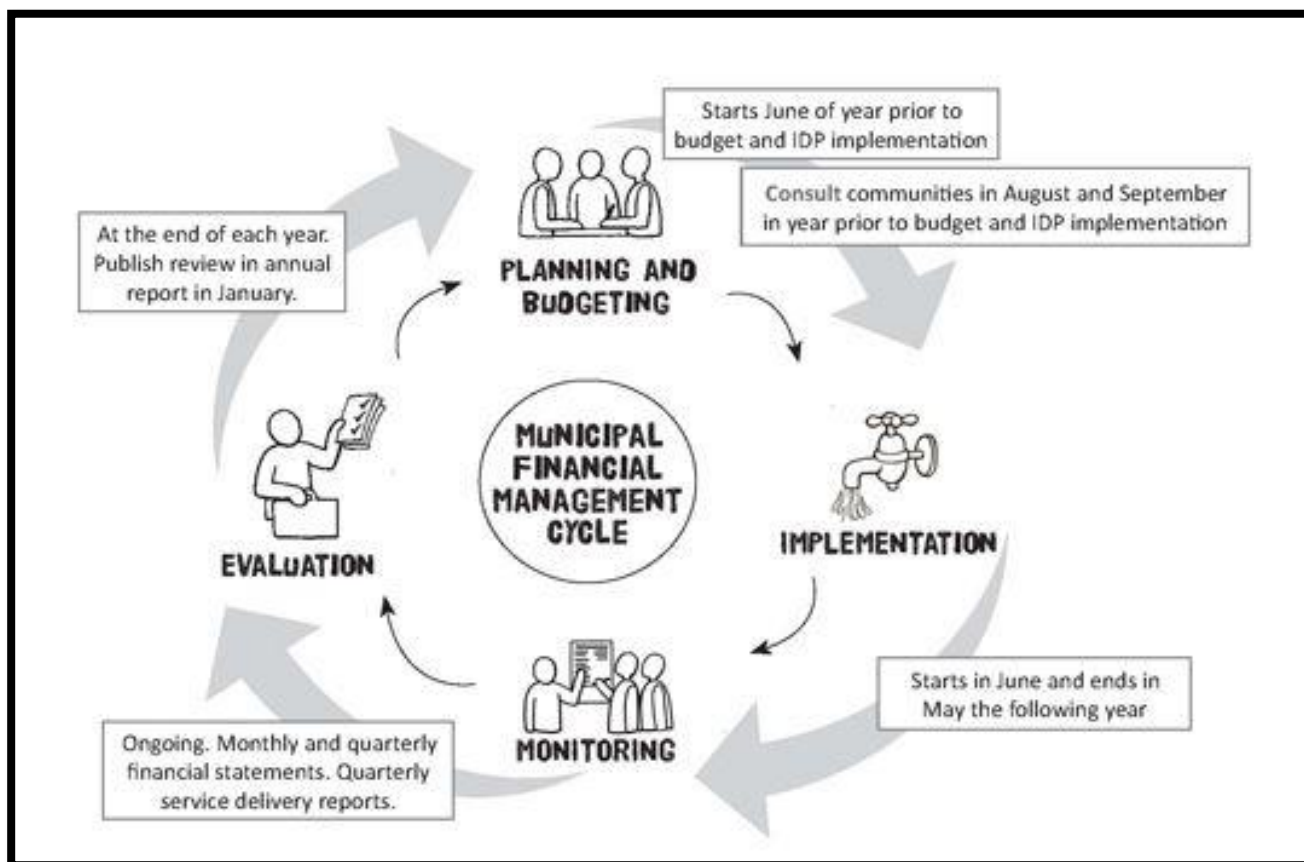 Starts June of year prior to
budget and IDP implementation
Consult communities in August and September
in year prior to budget and IDP implementation
At the end of each year.
Publish review in annual
report in January.
PLANNING AND
BUDGETING
MUNICIPAL
FINANCIAL
MANAGEMENT
CYCLE
EVALUATION
IMPLEMENTATION
Starts in June and ends in
May the following year
MONITORING
Ongoing. Monthly and quarterly
financial statements. Quarterly
service delivery reports.